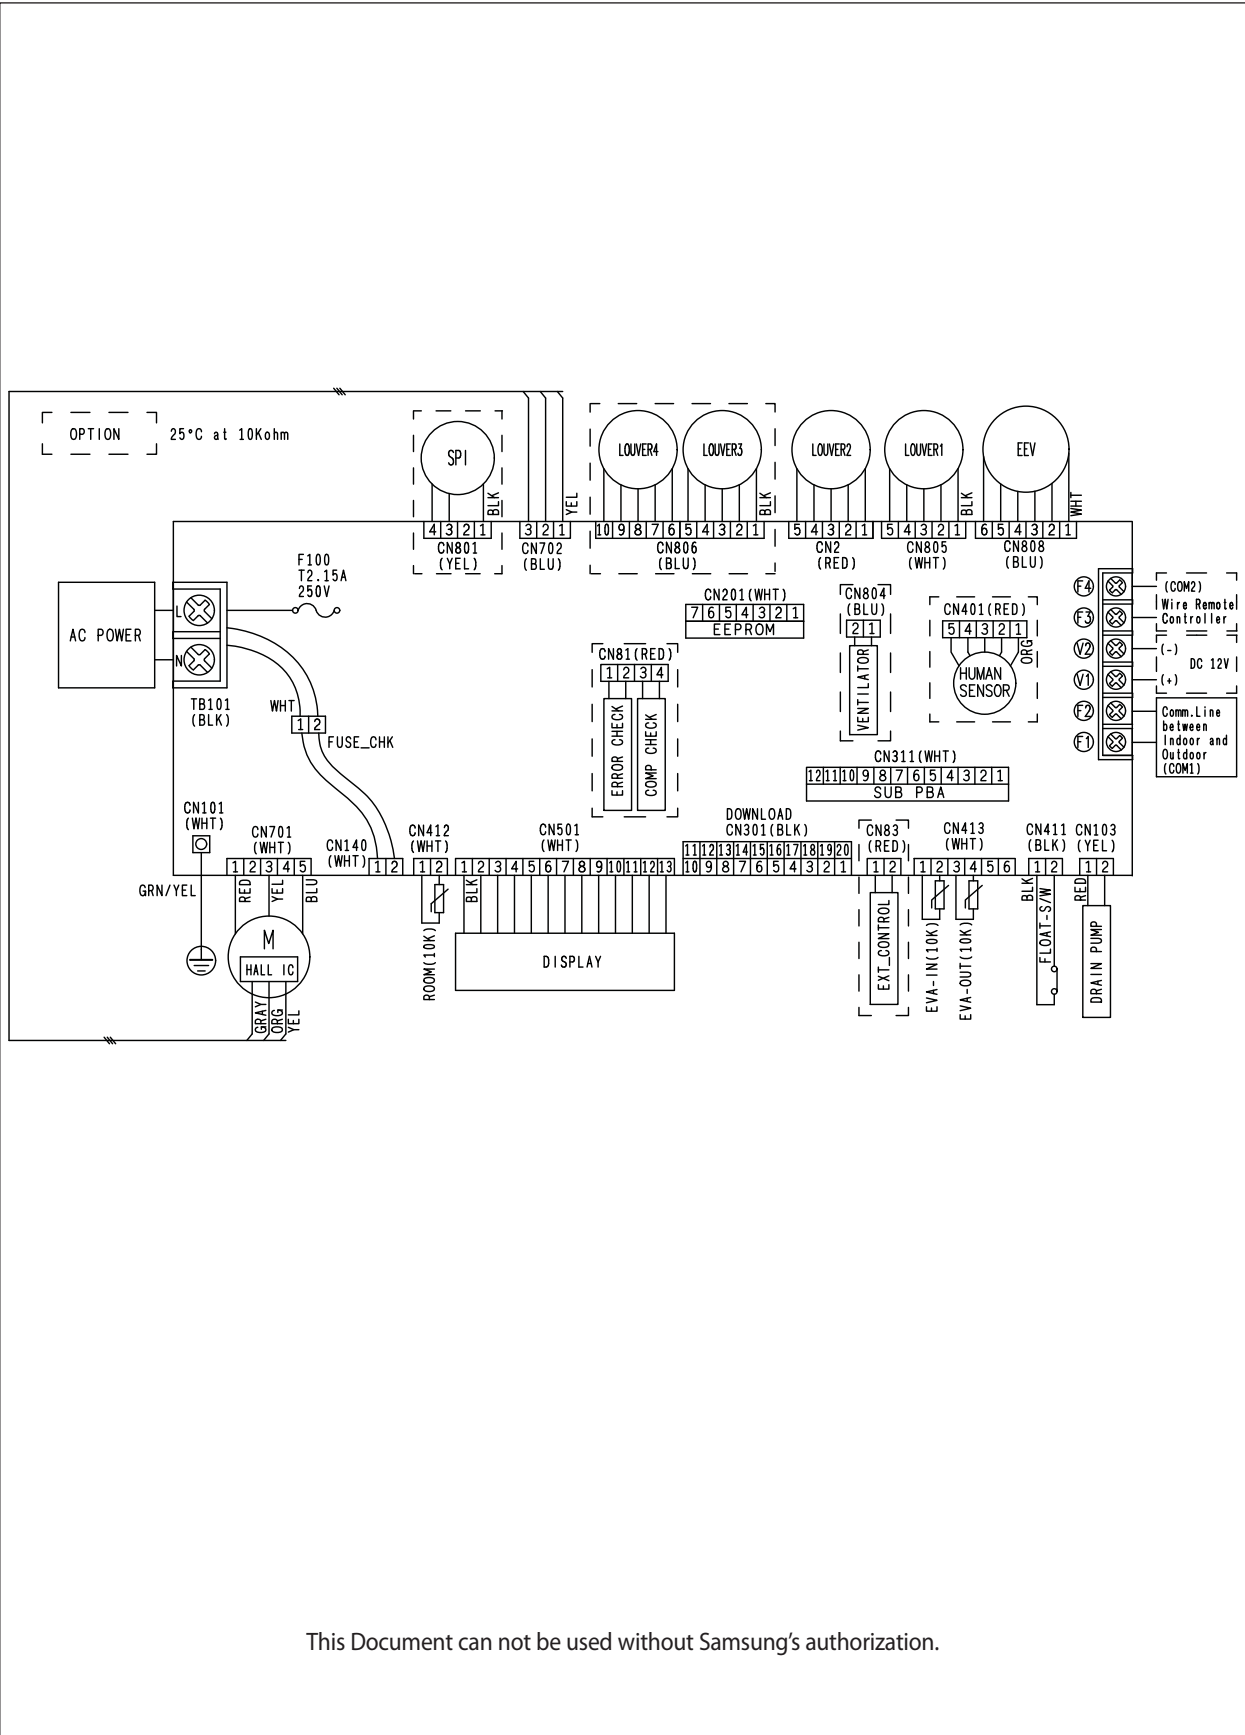 OPTION
25°C at 10Kohm
SPI
LOUVER4
LOUVER3
LOUVER2
LOUVER1
EEV
BLK
YEL
BLK
BLK
WHT
4 3 2 1
3 2 1
10 9 8 7 6 5 4 3 2 1
5 4 3 2 1
5 4 3 2 1
6 5 4 3 2 1
CN801
(YEL)
CN702
(BLU)
CN806
(BLU)
CN2
(RED)
CN805
(WHT)
CN808
(BLU)
F100
T2.15A
250V
AC POWER
L
N
TB101
(BLK)
WHT
1 2
FUSE_CHK
CN201(WHT)
7 6 5 4 3 2 1
EEPROM
CN804
(BLU)
2 1
VENTILATOR
CN401(RED)
5 4 3 2 1
ORG
HUMAN
SENSOR
CN81(RED)
1 2 3 4
ERROR CHECK
COMP CHECK
F4
F3
V2
V1
F2
F1
(COM2)
Wire Remote
Controller
(-)
DC 12V
(+)
Comm.Line
between
Indoor and
Outdoor
(COM1)
CN311(WHT)
12 11 10 9 8 7 6 5 4 3 2 1
SUB PBA
CN101
(WHT)
GRN/YEL
CN701
(WHT)
1 2 3 4 5
RED
YEL
BLU
M
HALL IC
GRAY
ORG
YEL
CN140
(WHT)
1 2
CN412
(WHT)
1 2
ROOM(10K)
CN501
(WHT)
1 2 3 4 5 6 7 8 9 10 11 12 13
BLK
DISPLAY
DOWNLOAD
CN301(BLK)
11 12 13 14 15 16 17 18 19 20
10 9 8 7 6 5 4 3 2 1
CN83
(RED)
1 2
EXT_CONTROL
CN413
(WHT)
1 2 3 4 5 6
EVA-IN(10K)
EVA-OUT(10K)
CN411
(BLK)
1 2
BLK
FLOAT-S/W
CN103
(YEL)
1 2
RED
DRAIN PUMP
This Document can not be used without Samsung's authorization.